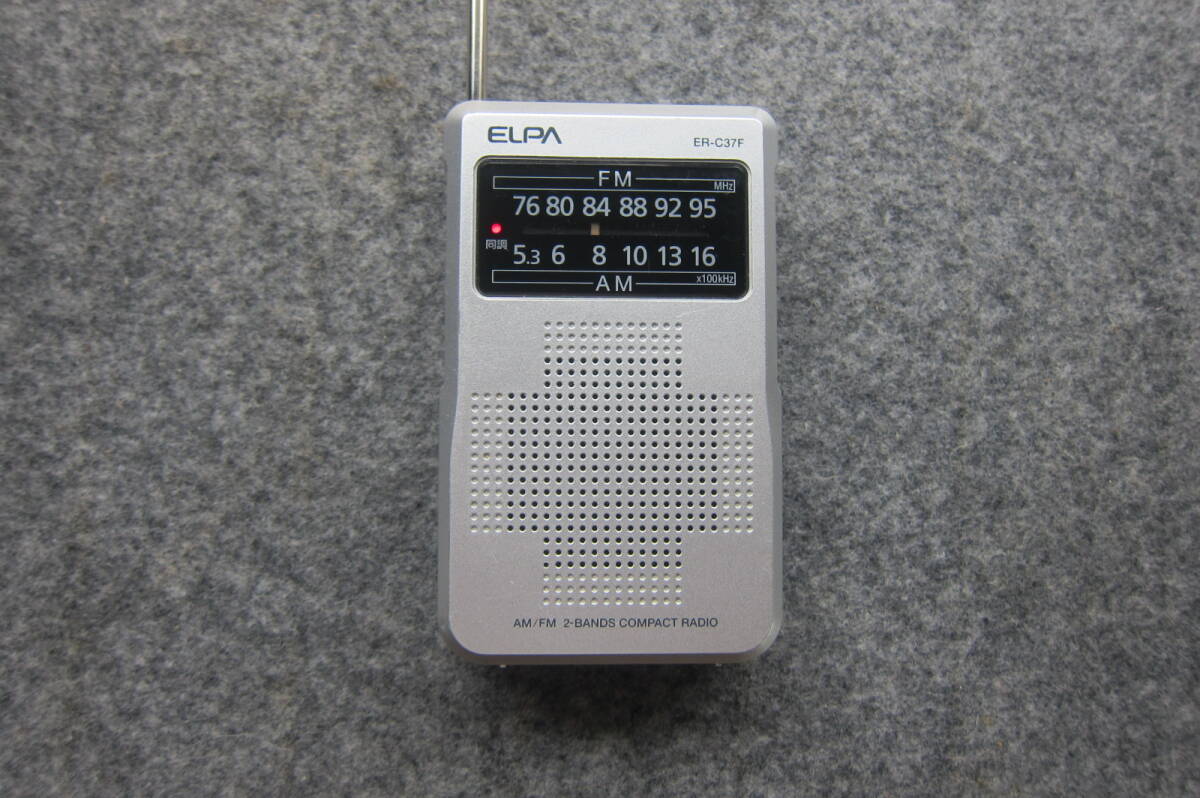 ELPA
ER-C37F
FM
MHz
76 80 84 88 92 95
同調
5.3 6 8 10 13 16
AM
x100kHz
AM/FM 2-BANDS COMPACT RADIO